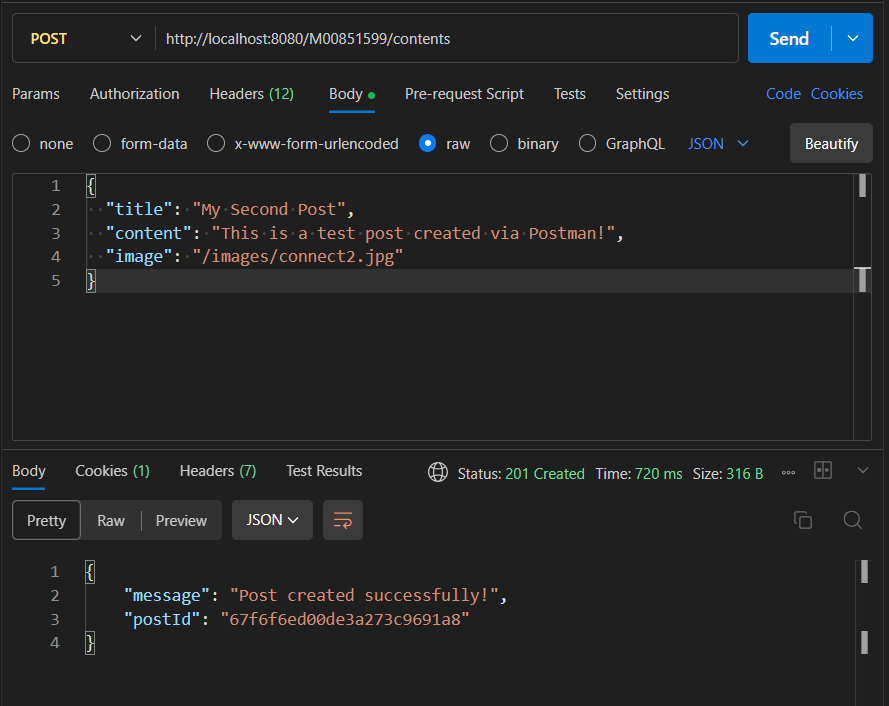 POST http://localhost:8080/M00851599/contents Send
Params Authorization Headers (12) Body Pre-request Script Tests Settings Code Cookies
none form-data x-www-form-urlencoded raw binary GraphQL JSON Beautify
1 {
2 "title": "My Second Post",
3 "content": "This is a test post created via Postman!",
4 "image": "/images/connect2.jpg"
5 }
Body Cookies (1) Headers (7) Test Results Status: 201 Created Time: 720 ms Size: 316 B
Pretty Raw Preview JSON
1 {
2 "message": "Post created successfully!",
3 "postId": "67f6f6ed00de3a273c9691a8"
4 }